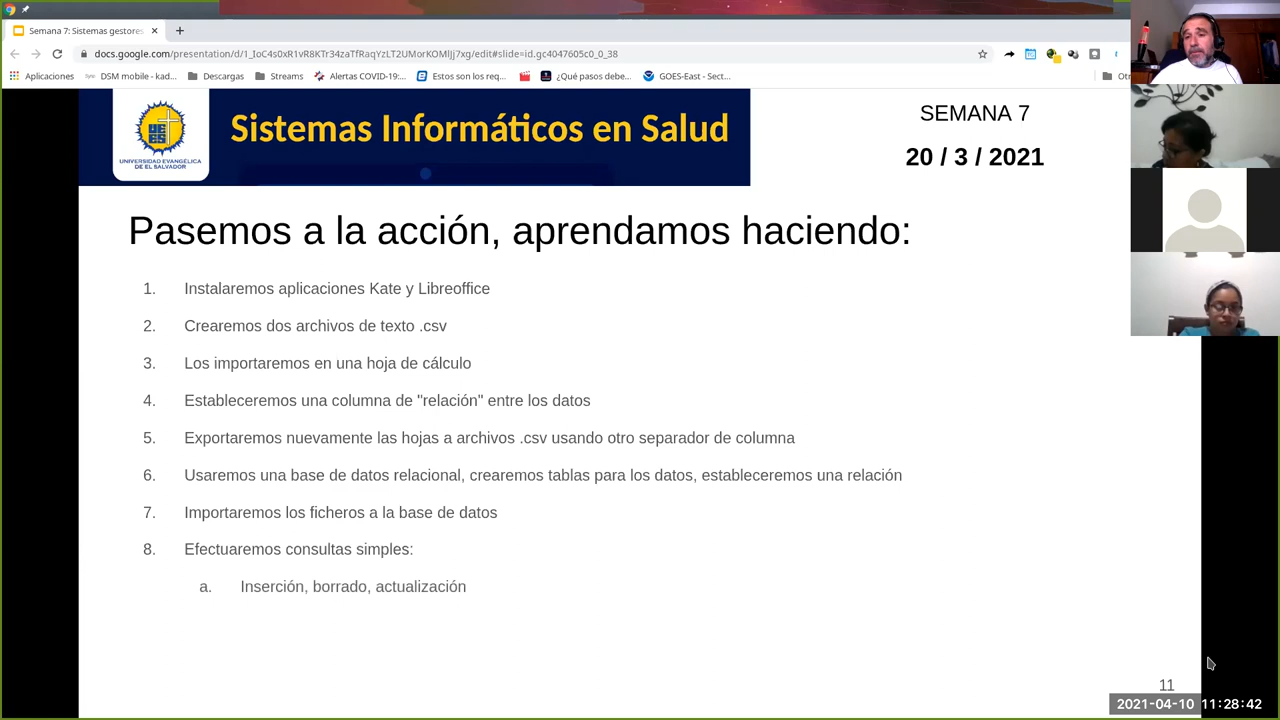 Semana 7: Sistemas gestores
docs.google.com/presentation/d/1_IoC4s0xR1vR8KTr34zaTfRaqYzLT2UMorKOMlJj7xg/edit#slide=id.gc4047605c0_0_38
Aplicaciones DSM mobile - kad... Descargas Streams Alertas COVID-19:... Estos son los req... ¿Qué pasos debe... GOES-East - Sect... Otr
UEES
UNIVERSIDAD EVANGÉLICA
DE EL SALVADOR
Sistemas Informáticos en Salud
SEMANA 7
20 / 3 / 2021
Pasemos a la acción, aprendamos haciendo:
1. Instalaremos aplicaciones Kate y Libreoffice
2. Crearemos dos archivos de texto .csv
3. Los importaremos en una hoja de cálculo
4. Estableceremos una columna de "relación" entre los datos
5. Exportaremos nuevamente las hojas a archivos .csv usando otro separador de columna
6. Usaremos una base de datos relacional, crearemos tablas para los datos, estableceremos una relación
7. Importaremos los ficheros a la base de datos
8. Efectuaremos consultas simples:
a. Inserción, borrado, actualización
11
2021-04-10 11:28:42